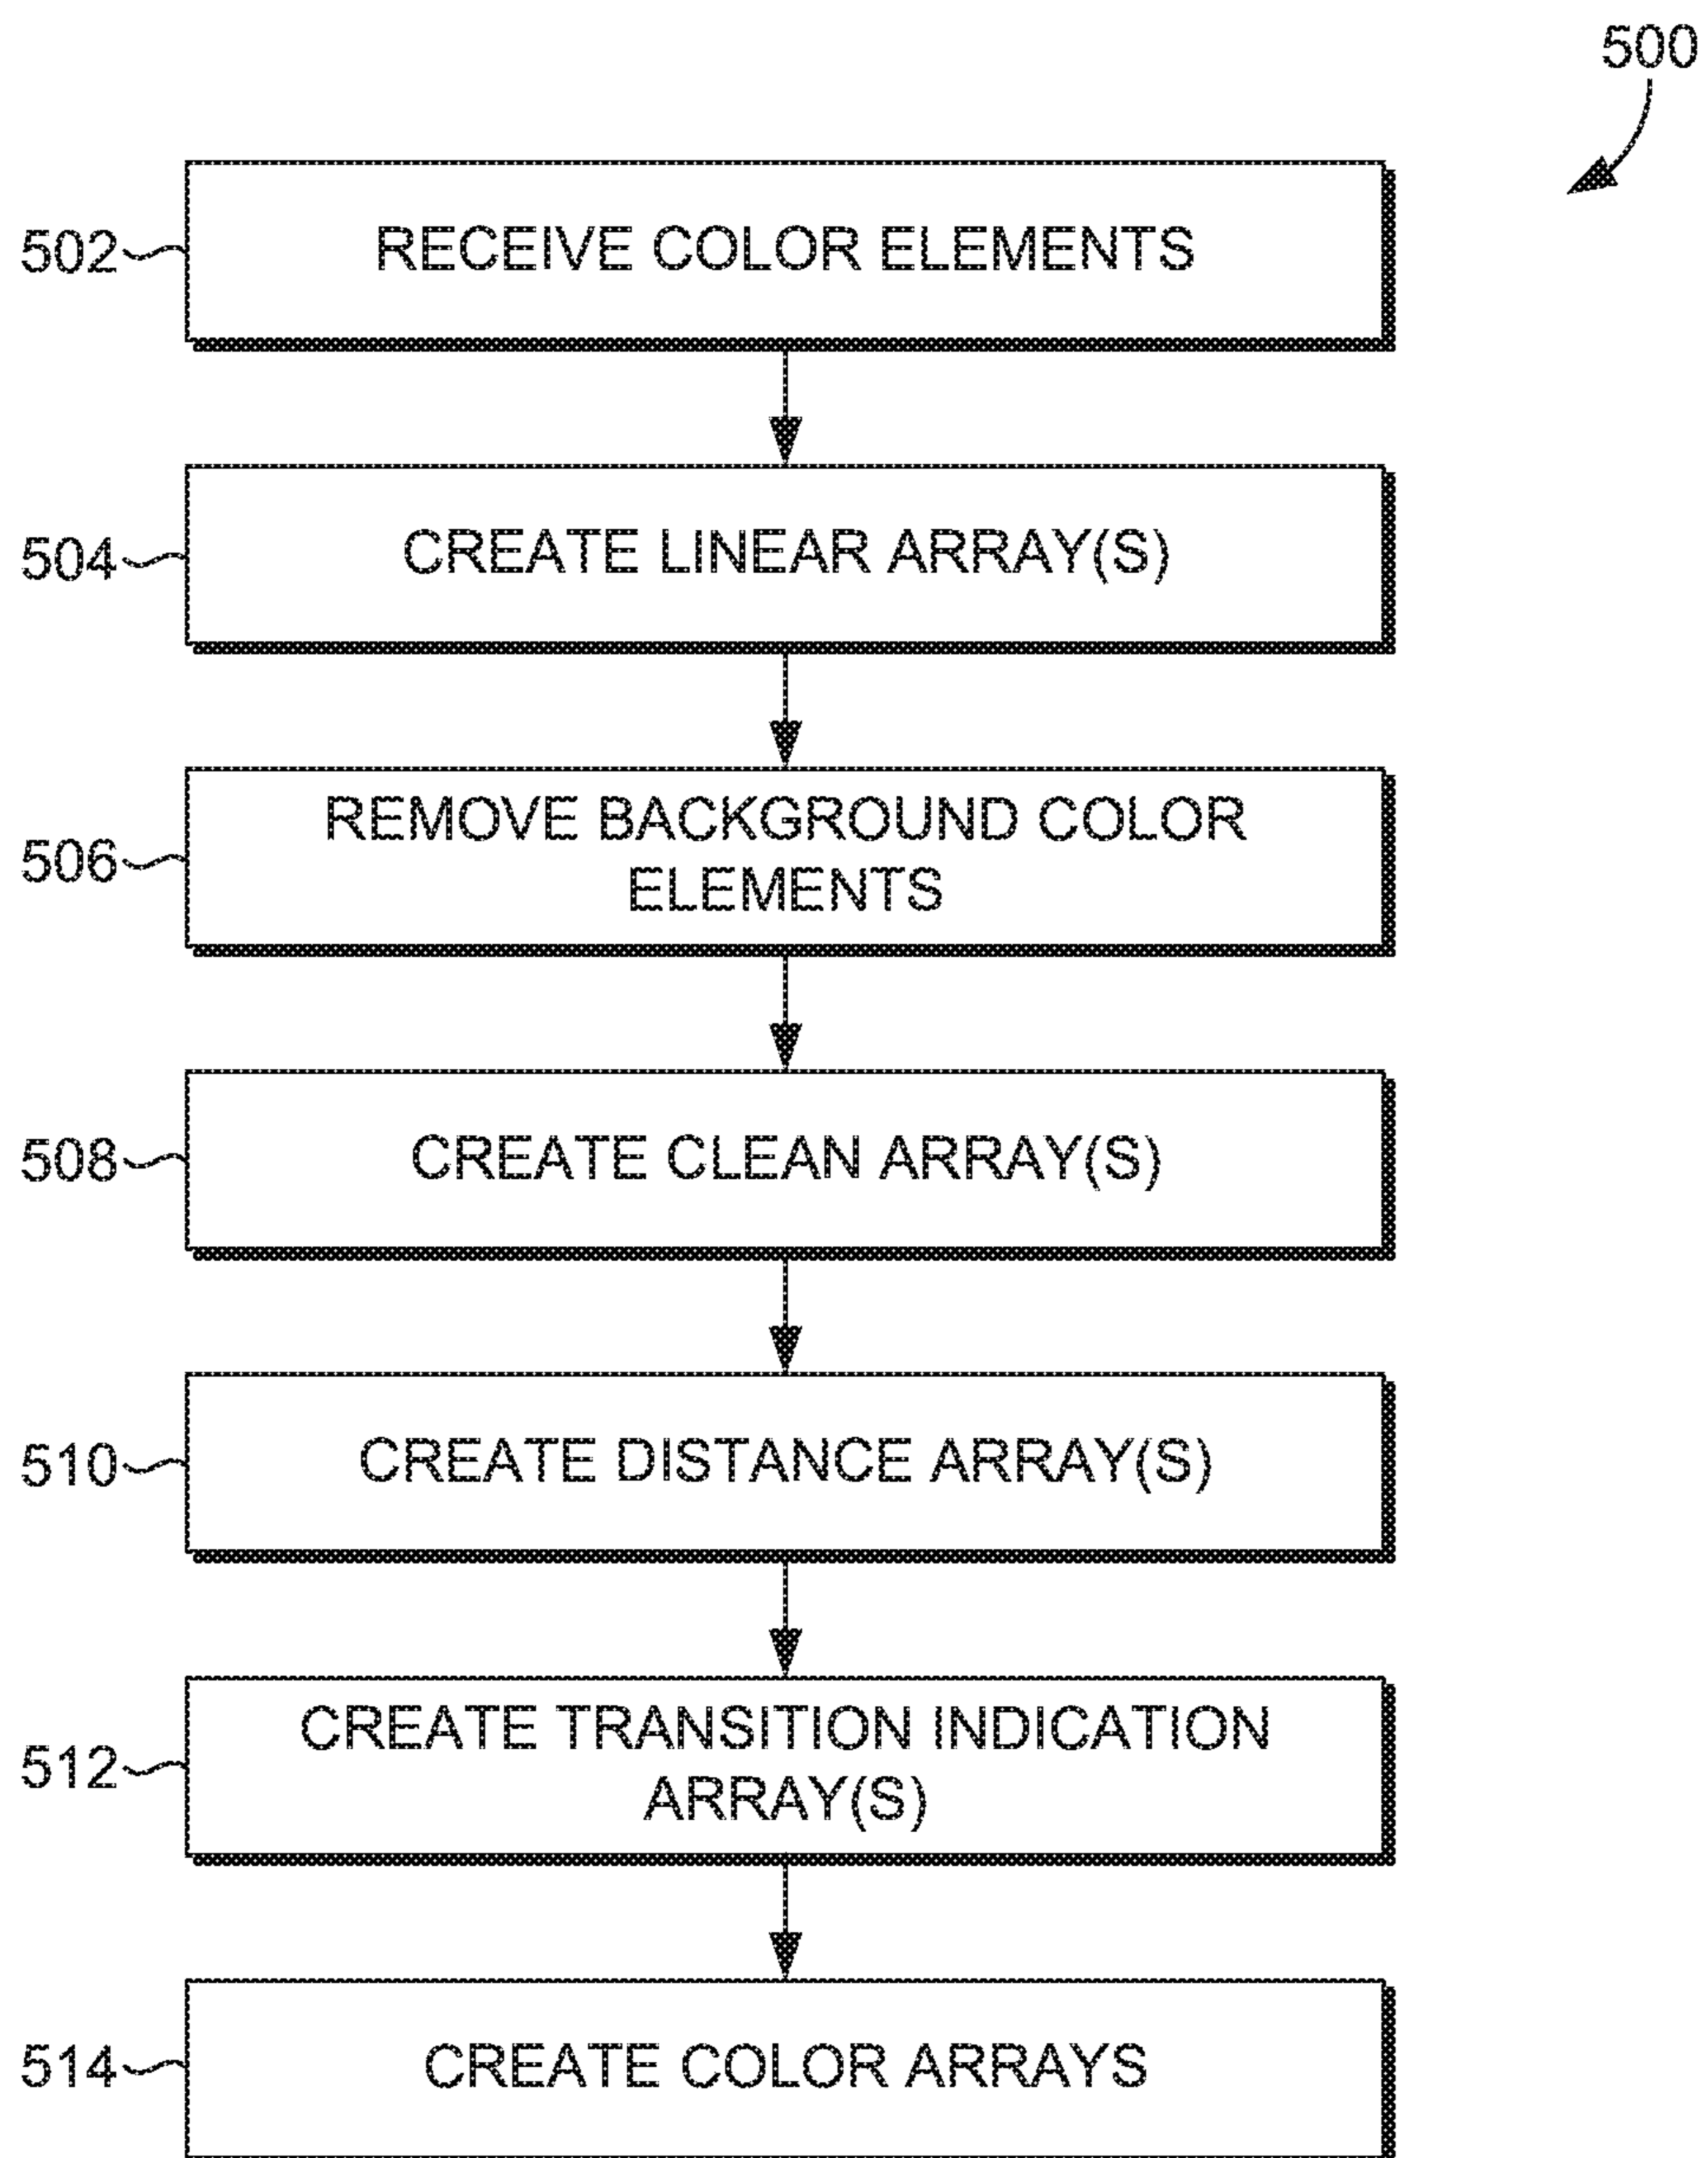 500
502
RECEIVE COLOR ELEMENTS
504
CREATE LINEAR ARRAY(S)
506
REMOVE BACKGROUND COLOR
ELEMENTS
508
CREATE CLEAN ARRAY(S)
510
CREATE DISTANCE ARRAY(S)
512
CREATE TRANSITION INDICATION
ARRAY(S)
514
CREATE COLOR ARRAYS